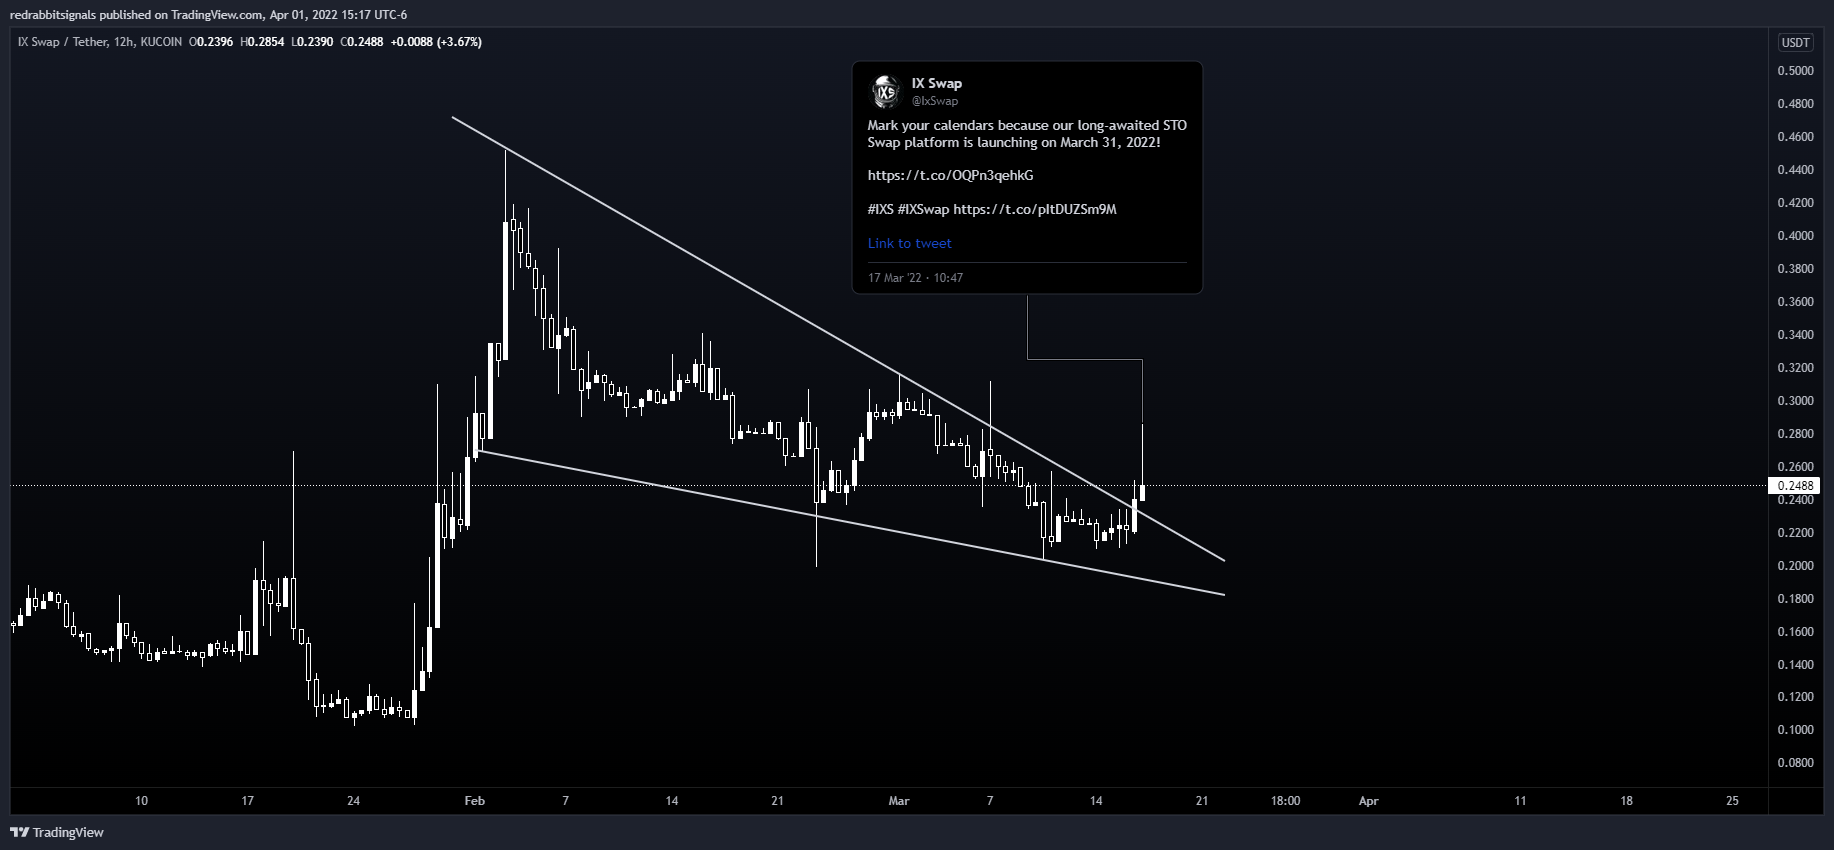 redrabbitsignals published on TradingView.com, Apr 01, 2022 15:17 UTC-6
IX Swap / Tether, 12h, KUCOIN O0.2396 H0.2854 L0.2390 C0.2488 +0.0088 (+3.67%)
USDT
IXS
IX Swap
@IxSwap
Mark your calendars because our long-awaited STO
Swap platform is launching on March 31, 2022!
https://t.co/OQPn3qehkG
#IXS #IXSwap https://t.co/pItDUZSm9M
Link to tweet
17 Mar '22 · 10:47
0.5000
0.4800
0.4600
0.4400
0.4200
0.4000
0.3800
0.3600
0.3400
0.3200
0.3000
0.2800
0.2600
0.2488
0.2400
0.2200
0.2000
0.1800
0.1600
0.1400
0.1200
0.1000
0.0800
10 17 24 Feb 7 14 21 Mar 7 14 21 18:00 Apr 11 18 25
TradingView